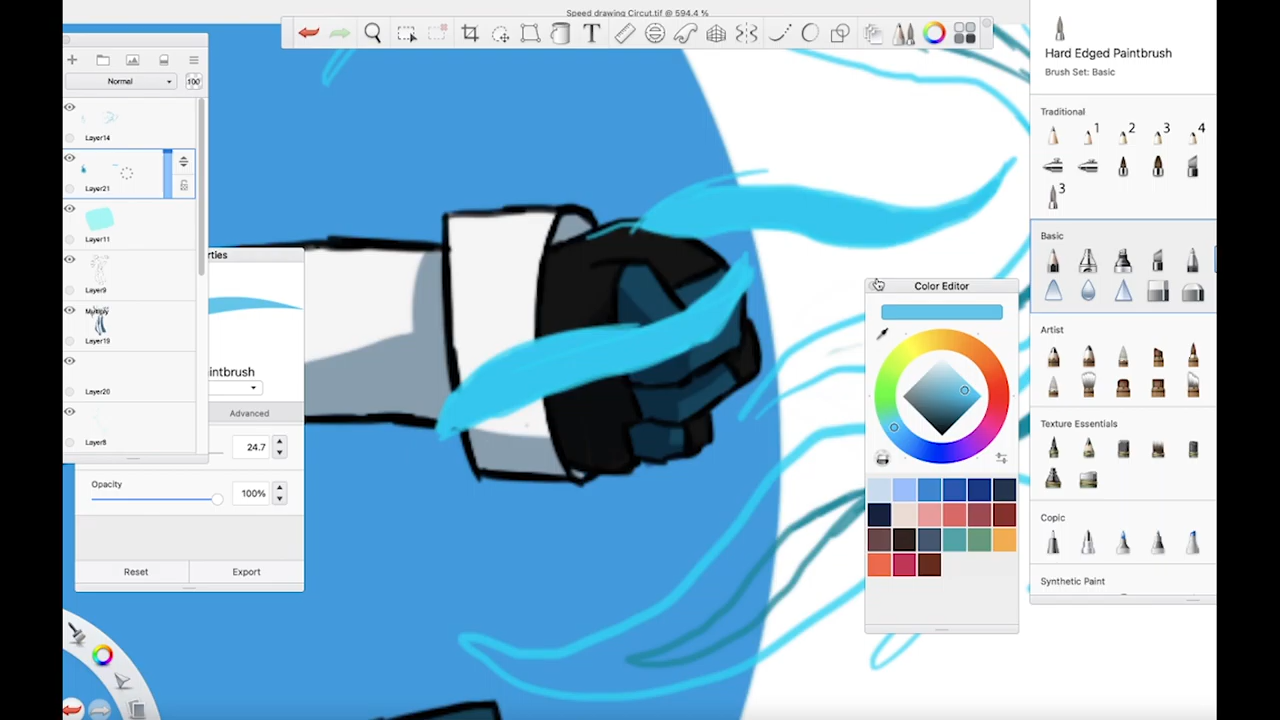 Speed drawing Circut.tif @ 594.4 %
Normal
100
Layer14
Layer21
Layer11
Layer9
Multiply
Layer19
Layer20
Layer8
rties
intbrush
Advanced
24.7
Opacity
100%
Reset
Export
T
Color Editor
Hard Edged Paintbrush
Brush Set: Basic
Traditional
1
2
3
4
3
Basic
Artist
Texture Essentials
Copic
Synthetic Paint